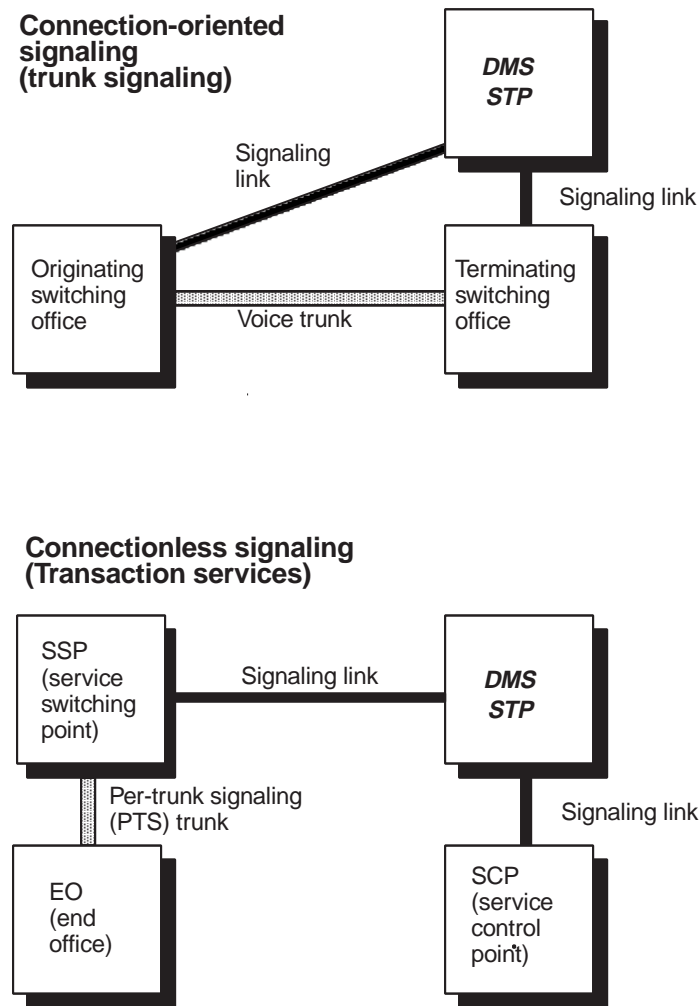 Connection-oriented
signaling
(trunk signaling)
DMS
STP
Signaling
link
Signaling link
Originating
switching
office
Terminating
switching
office
Voice trunk
Connectionless signaling
(Transaction services)
SSP
(service
switching
point)
Signaling link
DMS
STP
Per-trunk signaling
(PTS) trunk
Signaling link
EO
(end
office)
SCP
(service
control
point)